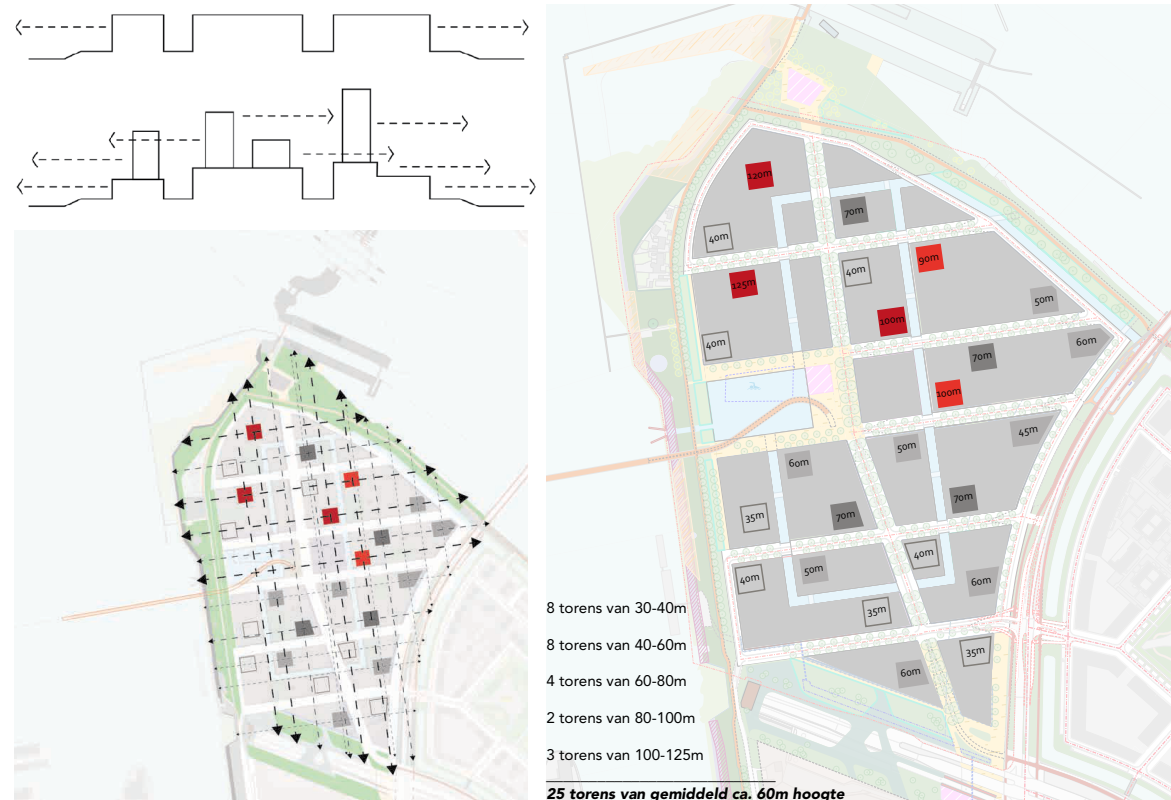 120m
70m
40m
90m
40m
125m
50m
100m
40m
60m
70m
100m
45m
50m
60m
70m
35m
70m
40m
50m
40m
60m
35m
35m
60m
8 torens van 30-40m
8 torens van 40-60m
4 torens van 60-80m
2 torens van 80-100m
3 torens van 100-125m
25 torens van gemiddeld ca. 60m hoogte